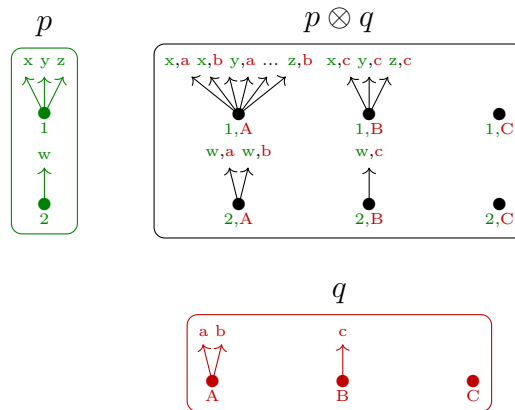 p
p ⊗ q
x y z
x,a x,b y,a ... z,b x,c y,c z,c
1
1,A 1,B 1,C
w
w,a w,b w,c
2
2,A 2,B 2,C
q
a b c
A B C